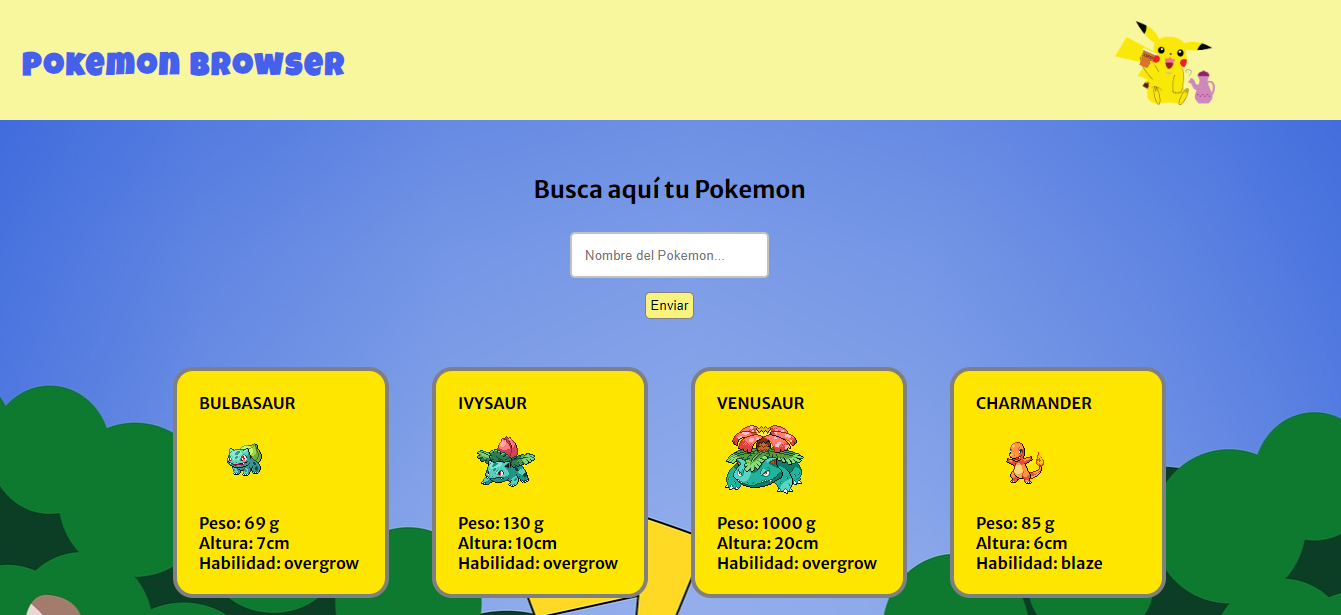 Pokemon Browser
Busca aquí tu Pokemon
Nombre del Pokemon...
Enviar
BULBASAUR
Peso: 69 g
Altura: 7cm
Habilidad: overgrow
IVYSAUR
Peso: 130 g
Altura: 10cm
Habilidad: overgrow
VENUSAUR
Peso: 1000 g
Altura: 20cm
Habilidad: overgrow
CHARMANDER
Peso: 85 g
Altura: 6cm
Habilidad: blaze